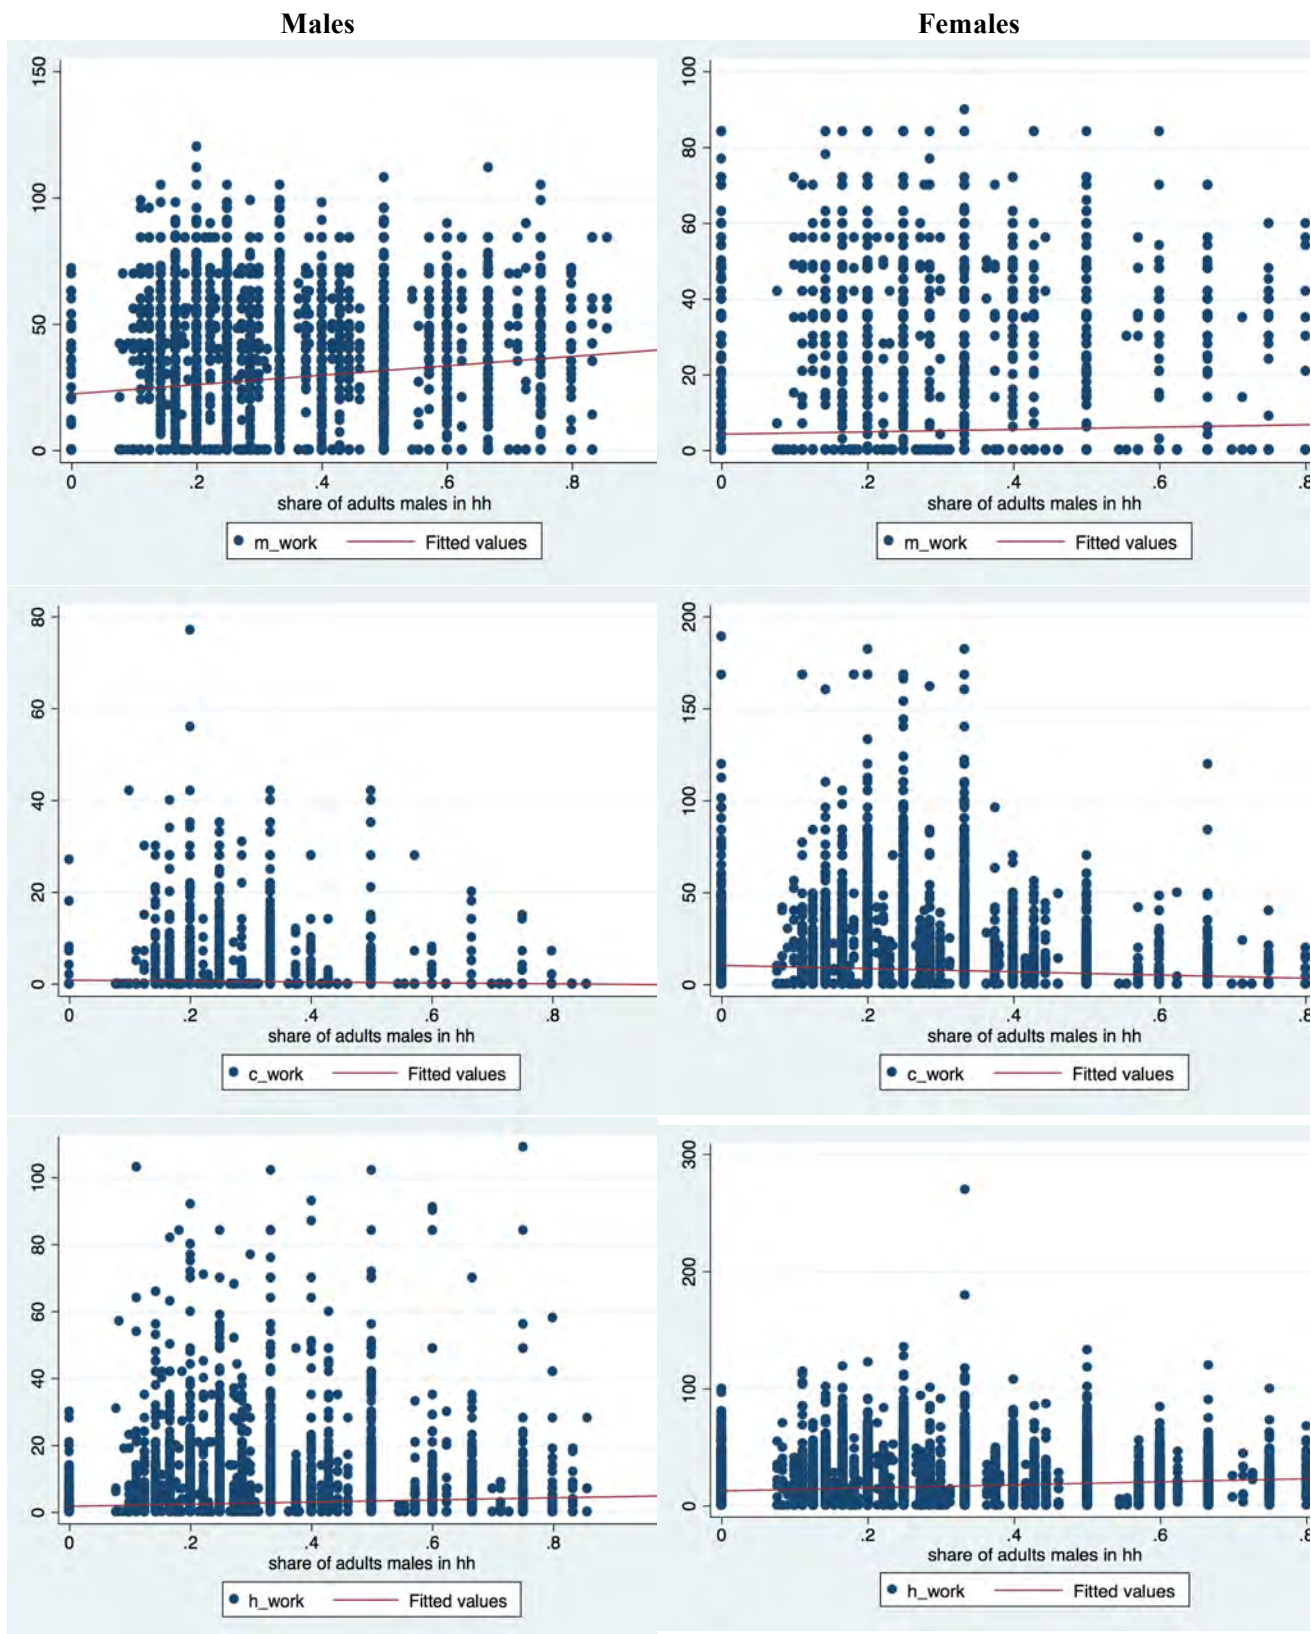 Males
Females
150
100
50
0
0 .2 .4 .6 .8
share of adults males in hh
m_work Fitted values
100
80
60
40
20
0
0 .2 .4 .6 .8
share of adults males in hh
m_work Fitted values
80
60
40
20
0
0 .2 .4 .6 .8
share of adults males in hh
c_work Fitted values
200
150
100
50
0
0 .2 .4 .6 .8
share of adults males in hh
c_work Fitted values
100
80
60
40
20
0
0 .2 .4 .6 .8
share of adults males in hh
h_work Fitted values
300
200
100
0
0 .2 .4 .6 .8
share of adults males in hh
h_work Fitted values